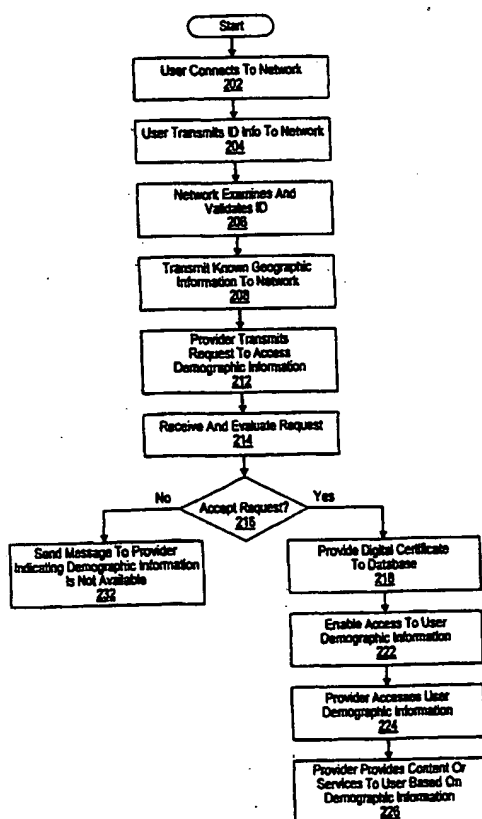 Start
User Connects To Network
202
User Transmits ID Info To Network
204
Network Examines And
Validates ID
206
Transmit Known Geographic
Information To Network
208
Provider Transmits
Request To Access
Demographic Information
212
Receive And Evaluate Request
214
No
Accept Request?
216
Yes
Send Message To Provider
Indicating Demographic Information
Is Not Available
232
Provide Digital Certificate
To Database
218
Enable Access To User
Demographic Information
222
Provider Accesses User
Demographic Information
224
Provider Provides Content Or
Services To User Based On
Demographic Information
226